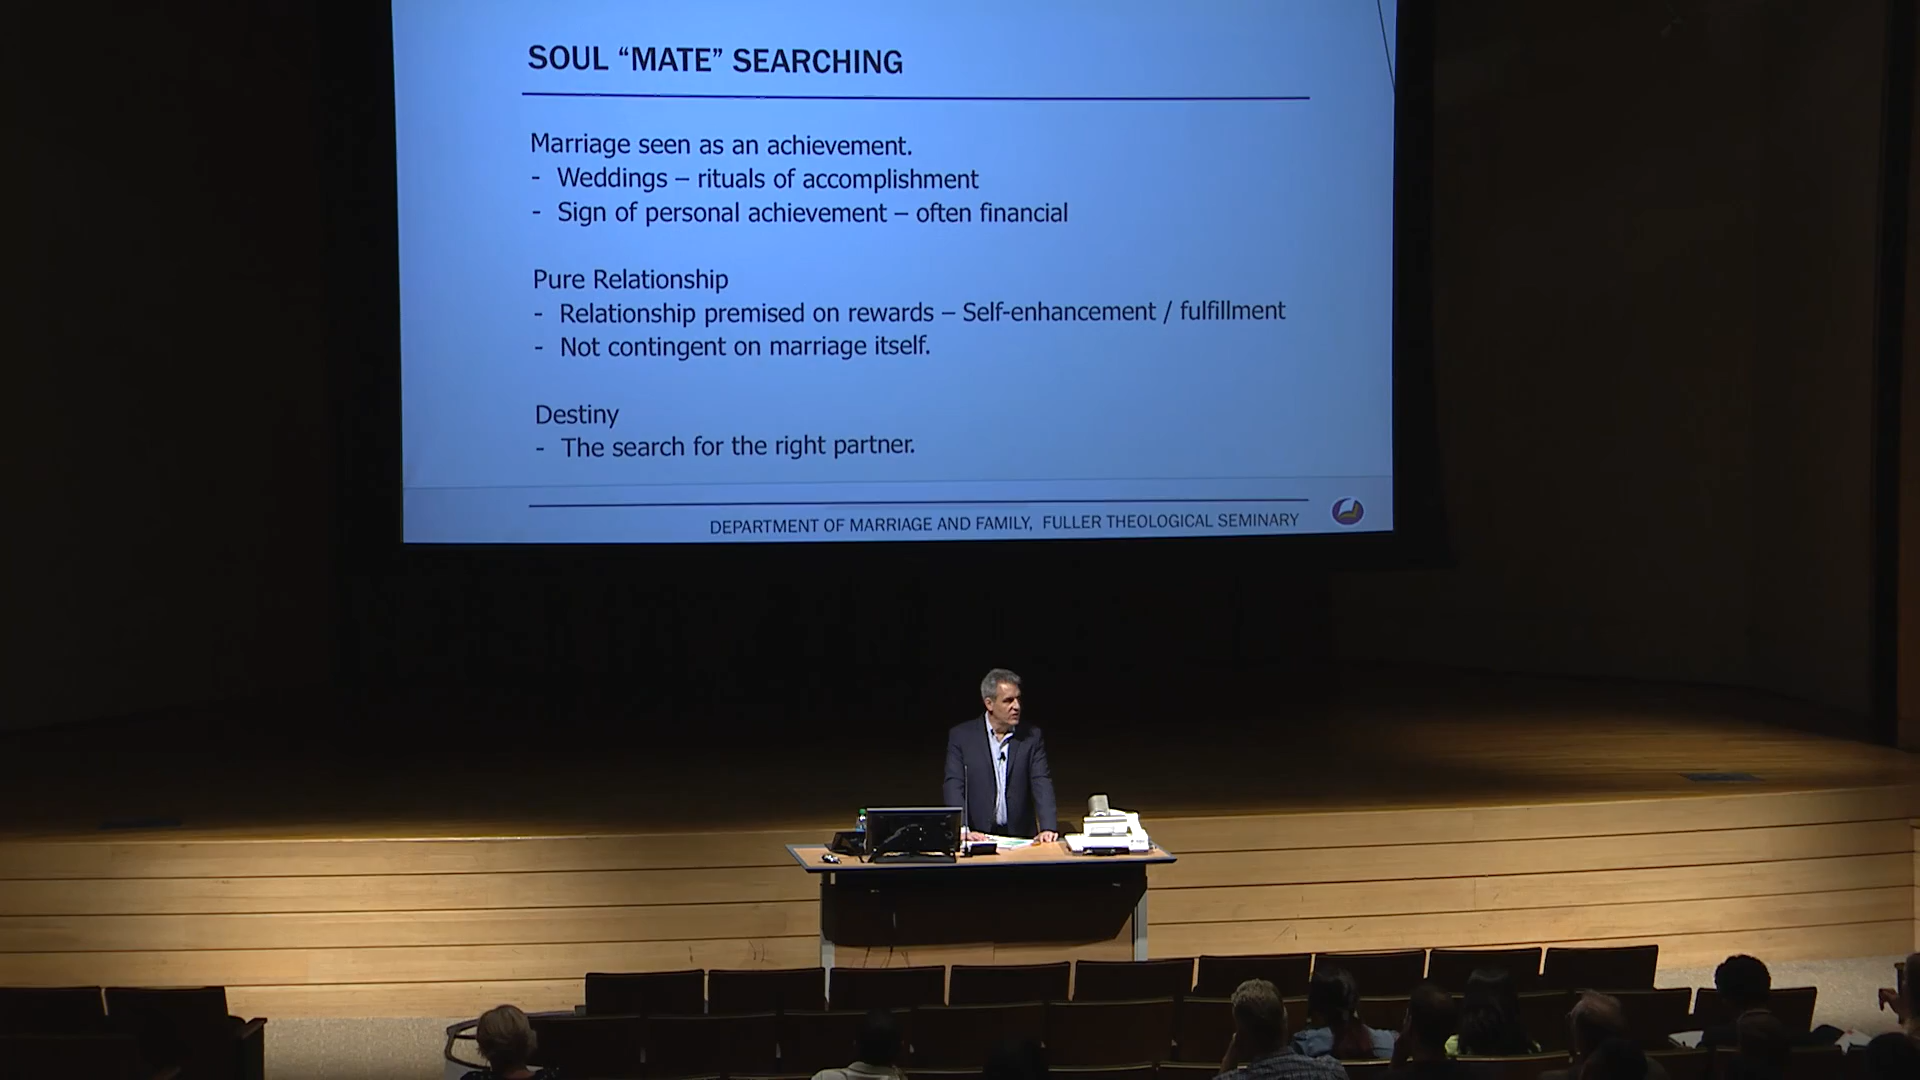 SOUL “MATE” SEARCHING
Marriage seen as an achievement.
- Weddings – rituals of accomplishment
- Sign of personal achievement – often financial
Pure Relationship
- Relationship premised on rewards – Self-enhancement / fulfillment
- Not contingent on marriage itself.
Destiny
- The search for the right partner.
DEPARTMENT OF MARRIAGE AND FAMILY, FULLER THEOLOGICAL SEMINARY